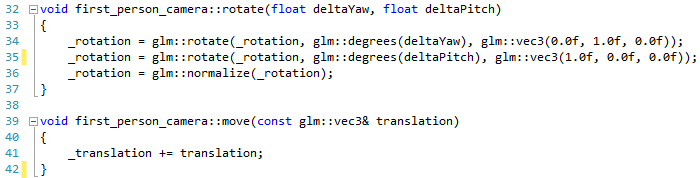 32 void first_person_camera::rotate(float deltaYaw, float deltaPitch)
33 {
34     _rotation = glm::rotate(_rotation, glm::degrees(deltaYaw), glm::vec3(0.0f, 1.0f, 0.0f));
35     _rotation = glm::rotate(_rotation, glm::degrees(deltaPitch), glm::vec3(1.0f, 0.0f, 0.0f));
36     _rotation = glm::normalize(_rotation);
37 }
38
39 void first_person_camera::move(const glm::vec3& translation)
40 {
41     _translation += translation;
42 }